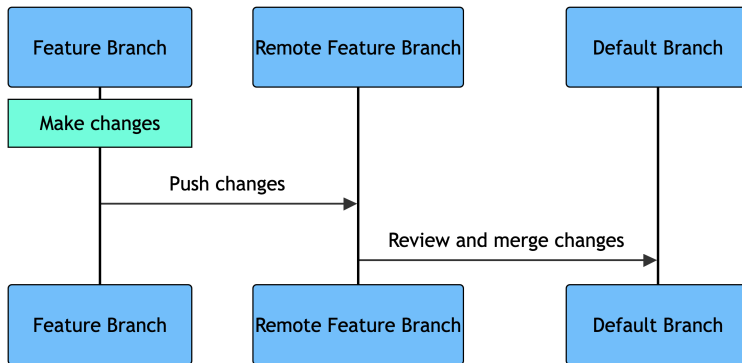 Feature Branch
Remote Feature Branch
Default Branch
Make changes
Push changes
Review and merge changes
Feature Branch
Remote Feature Branch
Default Branch